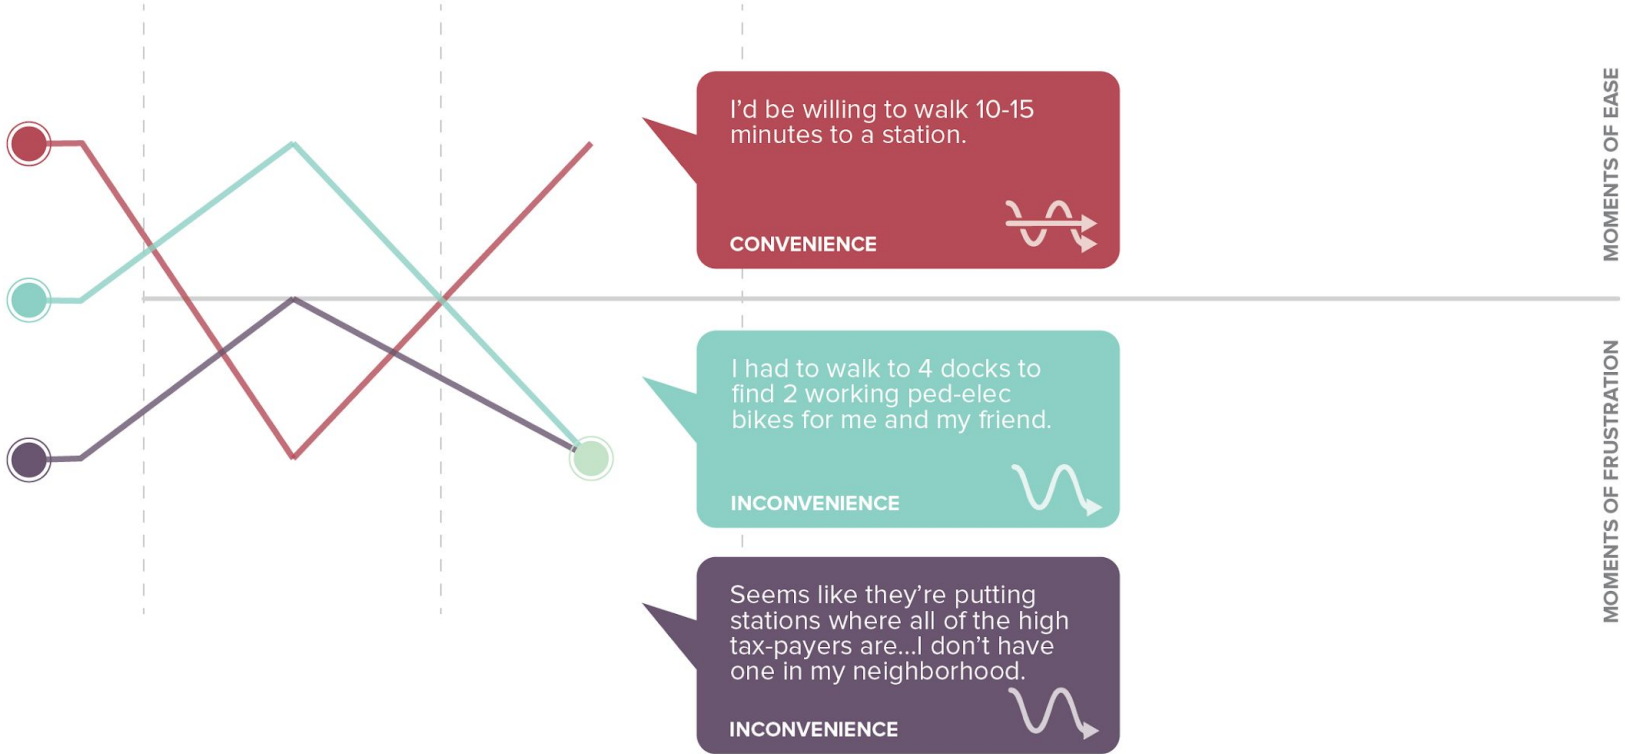 I’d be willing to walk 10-15
minutes to a station.
CONVENIENCE
I had to walk to 4 docks to
find 2 working ped-elec
bikes for me and my friend.
INCONVENIENCE
Seems like they’re putting
stations where all of the high
tax-payers are...I don’t have
one in my neighborhood.
INCONVENIENCE
MOMENTS OF EASE
MOMENTS OF FRUSTRATION